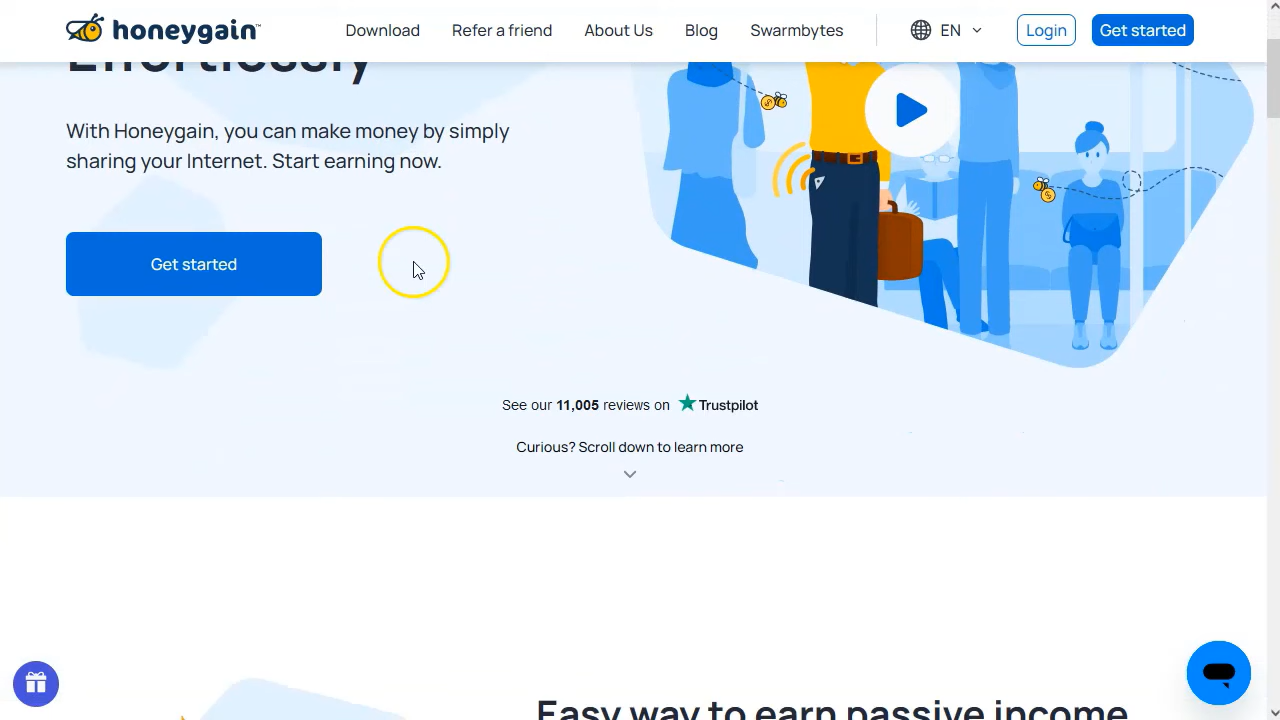 honeygain™
Download
Refer a friend
About Us
Blog
Swarmbytes
EN
Login
Get started
Effortlessly
With Honeygain, you can make money by simply
sharing your Internet. Start earning now.
Get started
See our 11,005 reviews on Trustpilot
Curious? Scroll down to learn more
Easy way to earn passive income